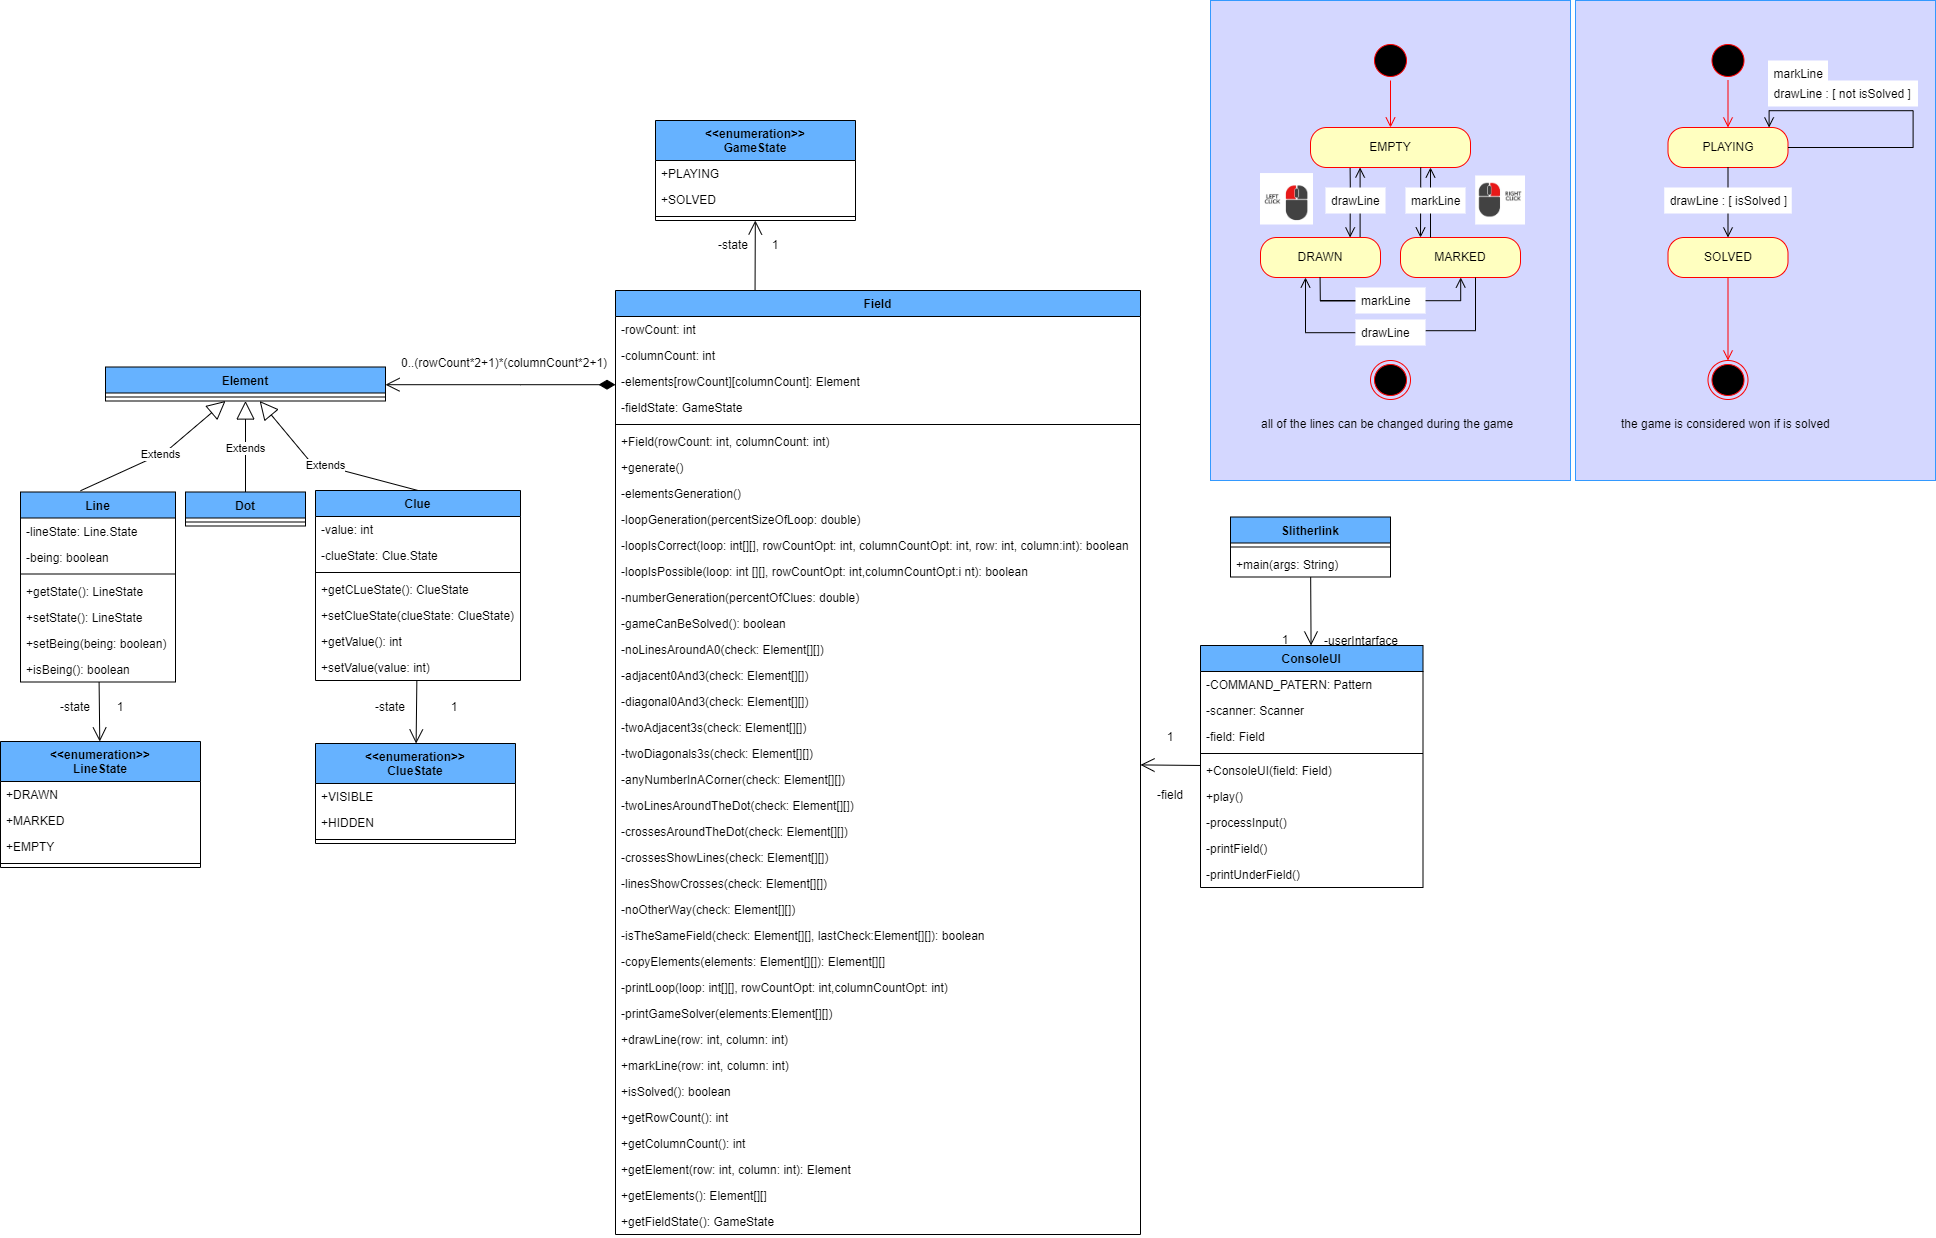 <<enumeration>>
GameState
+PLAYING
+SOLVED
-state
1
Field
-rowCount: int
-columnCount: int
-elements[rowCount][columnCount]: Element
-fieldState: GameState
+Field(rowCount: int, columnCount: int)
+generate()
-elementsGeneration()
-loopGeneration(percentSizeOfLoop: double)
-loopIsCorrect(loop: int[][], rowCountOpt: int, columnCountOpt: int, row: int, column:int): boolean
-loopIsPossible(loop: int [][], rowCountOpt: int,columnCountOpt:i nt): boolean
-numberGeneration(percentOfClues: double)
-gameCanBeSolved(): boolean
-noLinesAroundA0(check: Element[][])
-adjacent0And3(check: Element[][])
-diagonal0And3(check: Element[][])
-twoAdjacent3s(check: Element[][])
-twoDiagonals3s(check: Element[][])
-anyNumberInACorner(check: Element[][])
-twoLinesAroundTheDot(check: Element[][])
-crossesAroundTheDot(check: Element[][])
-crossesShowLines(check: Element[][])
-linesShowCrosses(check: Element[][])
-noOtherWay(check: Element[][])
-isTheSameField(check: Element[][], lastCheck:Element[][]): boolean
-copyElements(elements: Element[][]): Element[][]
-printLoop(loop: int[][], rowCountOpt: int,columnCountOpt: int)
-printGameSolver(elements:Element[][])
+drawLine(row: int, column: int)
+markLine(row: int, column: int)
+isSolved(): boolean
+getRowCount(): int
+getColumnCount(): int
+getElement(row: int, column: int): Element
+getElements(): Element[][]
+getFieldState(): GameState
0..(rowCount*2+1)*(columnCount*2+1)
Element
Extends
Extends
Extends
Line
-lineState: Line.State
-being: boolean
+getState(): LineState
+setState(): LineState
+setBeing(being: boolean)
+isBeing(): boolean
Dot
Clue
-value: int
-clueState: Clue.State
+getCLueState(): ClueState
+setClueState(clueState: ClueState)
+getValue(): int
+setValue(value: int)
-state
1
<<enumeration>>
LineState
+DRAWN
+MARKED
+EMPTY
-state
1
<<enumeration>>
ClueState
+VISIBLE
+HIDDEN
EMPTY
LEFT
CLICK
drawLine
markLine
RIGHT
CLICK
DRAWN
MARKED
markLine
drawLine
all of the lines can be changed during the game
markLine
drawLine : [ not isSolved ]
PLAYING
drawLine : [ isSolved ]
SOLVED
the game is considered won if is solved
Slitherlink
+main(args: String)
1
-userIntarface
ConsoleUI
-COMMAND_PATERN: Pattern
-scanner: Scanner
-field: Field
+ConsoleUI(field: Field)
+play()
-processInput()
-printField()
-printUnderField()
1
-field